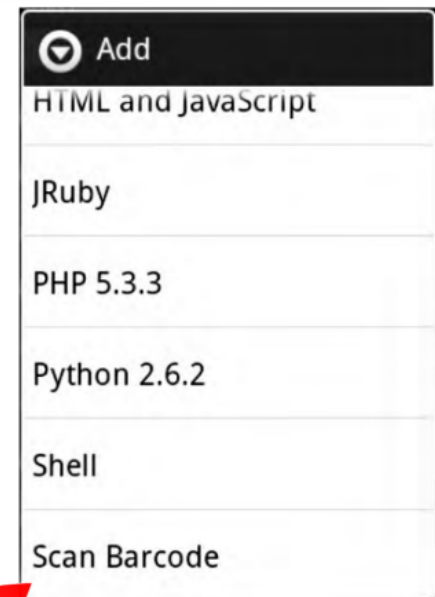 Add
HTML and JavaScript
JRuby
PHP 5.3.3
Python 2.6.2
Shell
Scan Barcode